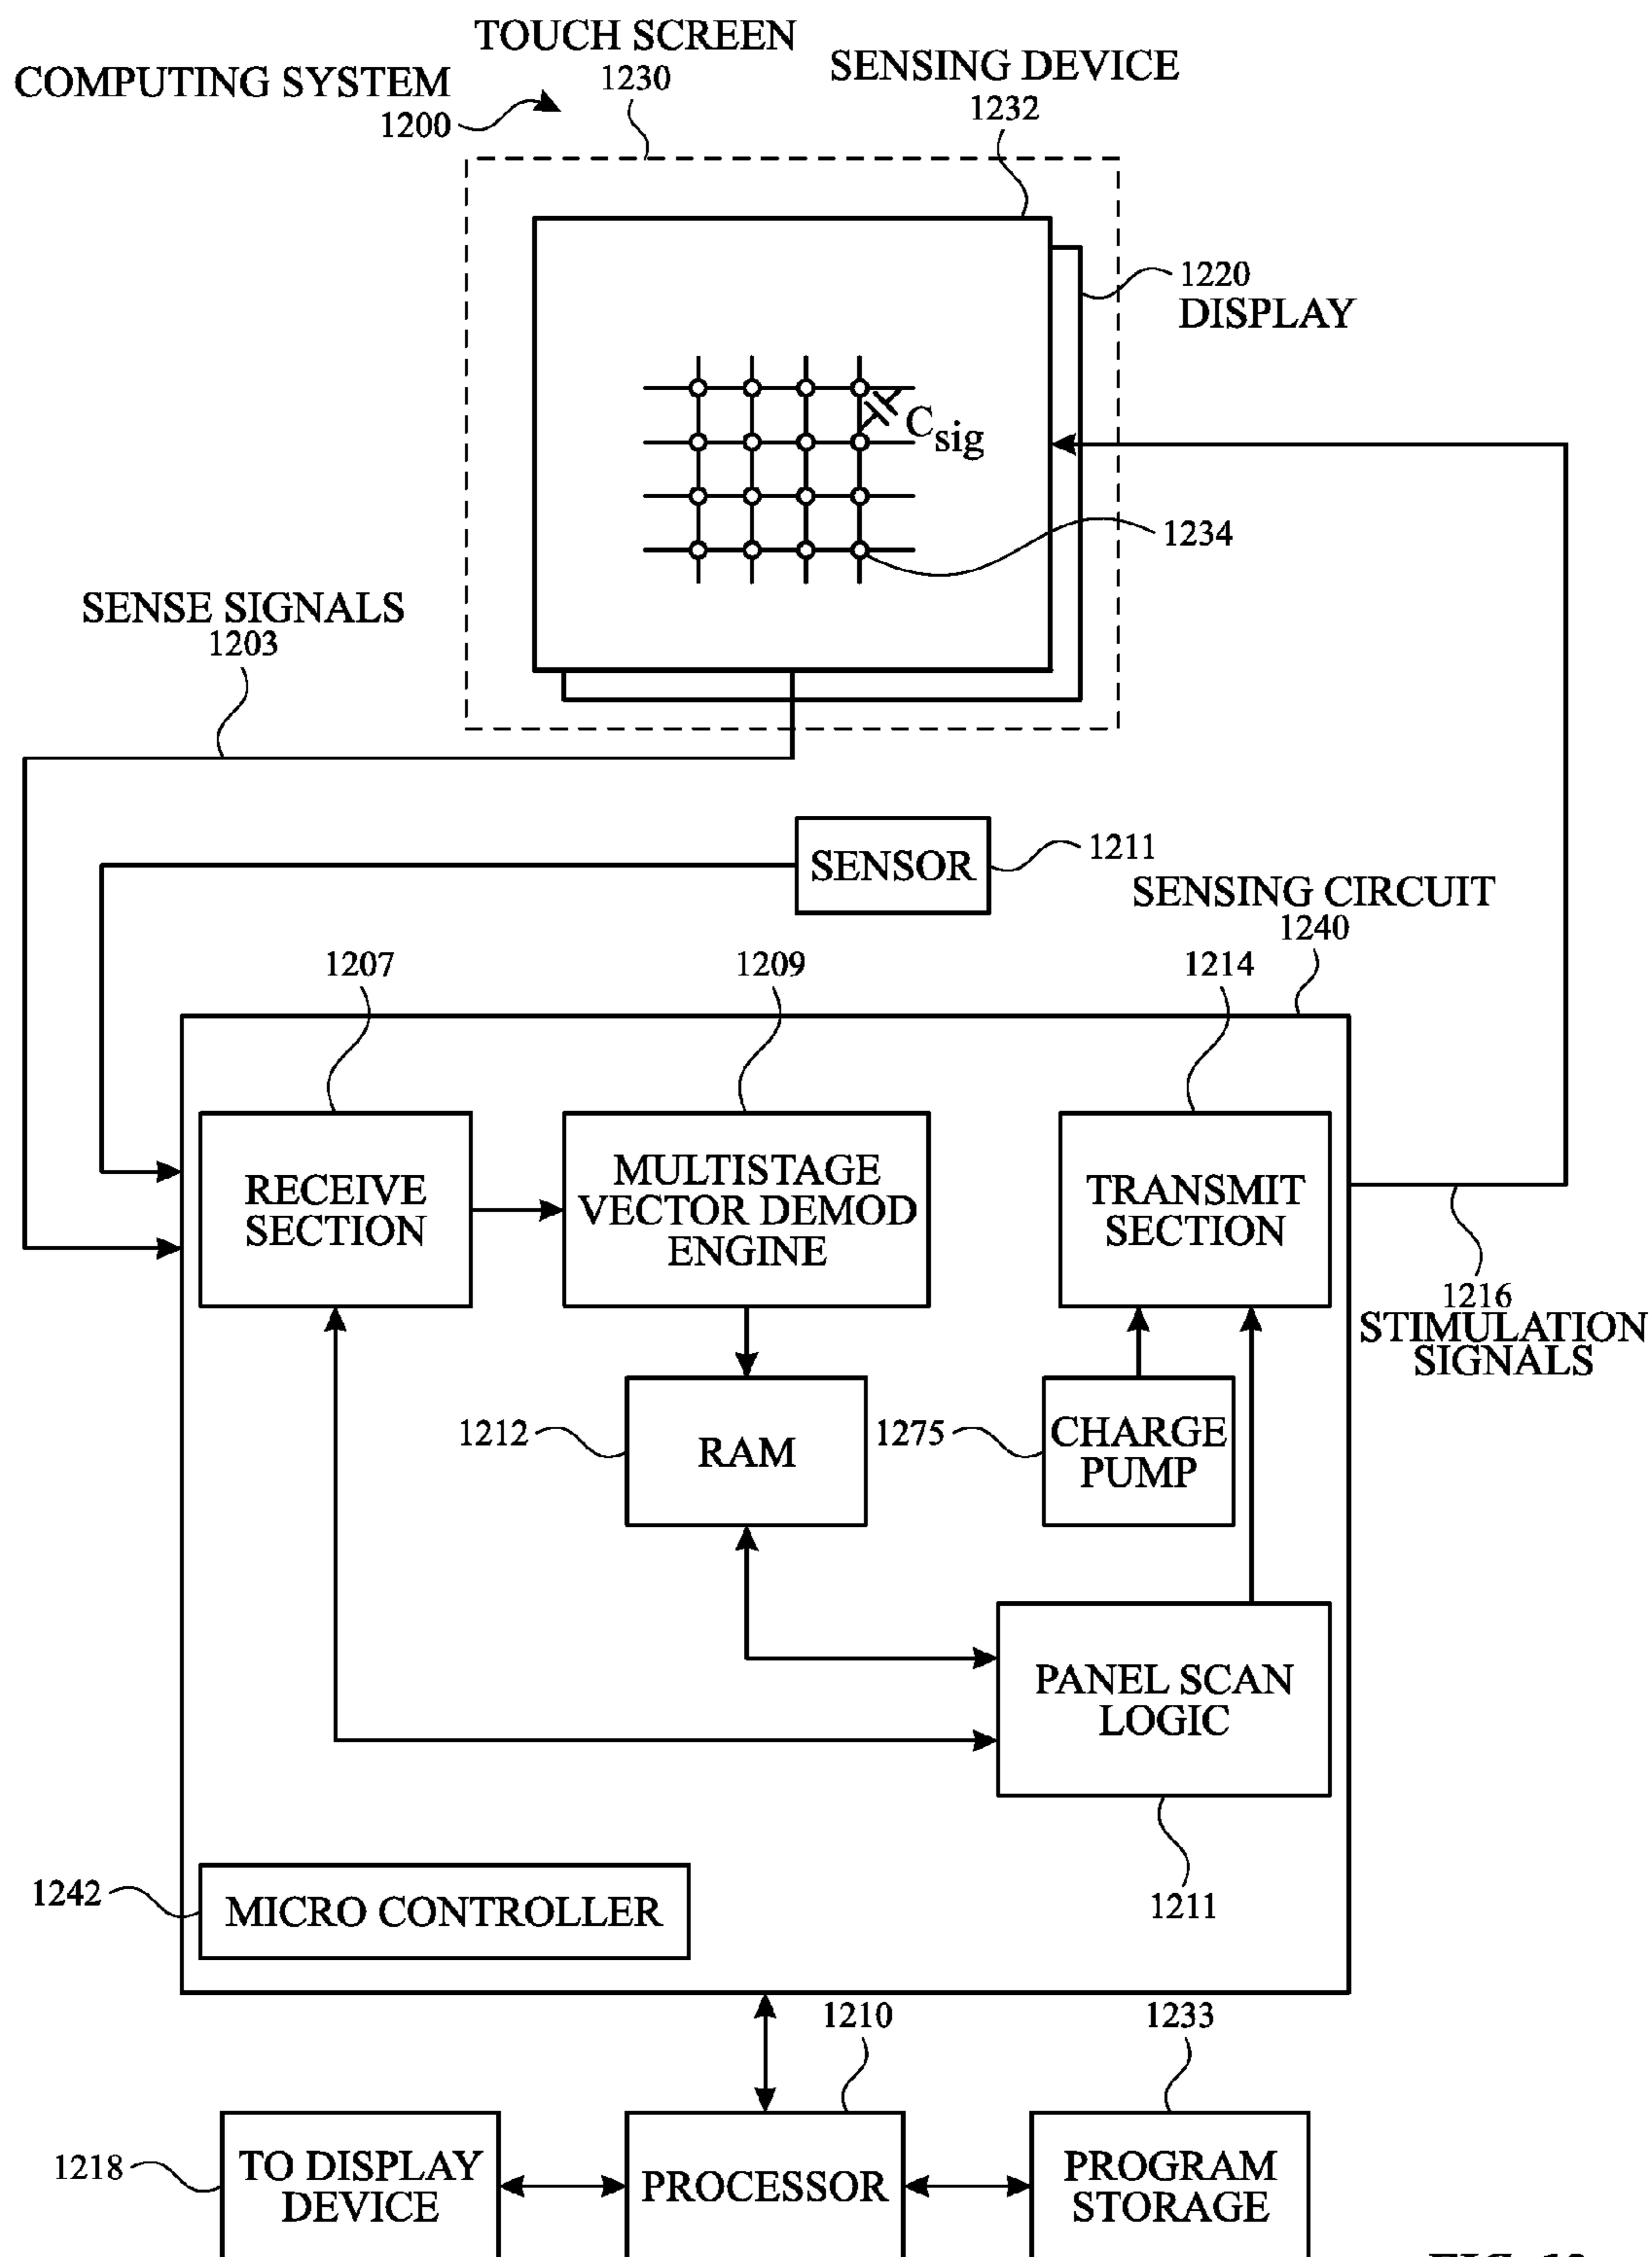 TOUCH SCREEN
1230
COMPUTING SYSTEM
1200
SENSING DEVICE
1232
1220
DISPLAY
Csig
1234
SENSE SIGNALS
1203
SENSOR
1211
SENSING CIRCUIT
1240
1207
1209
1214
RECEIVE
SECTION
MULTISTAGE
VECTOR DEMOD
ENGINE
TRANSMIT
SECTION
1216
STIMULATION
SIGNALS
1212
RAM
1275
CHARGE
PUMP
PANEL SCAN
LOGIC
1211
1242
MICRO CONTROLLER
1210
1233
1218
TO DISPLAY
DEVICE
PROCESSOR
PROGRAM
STORAGE